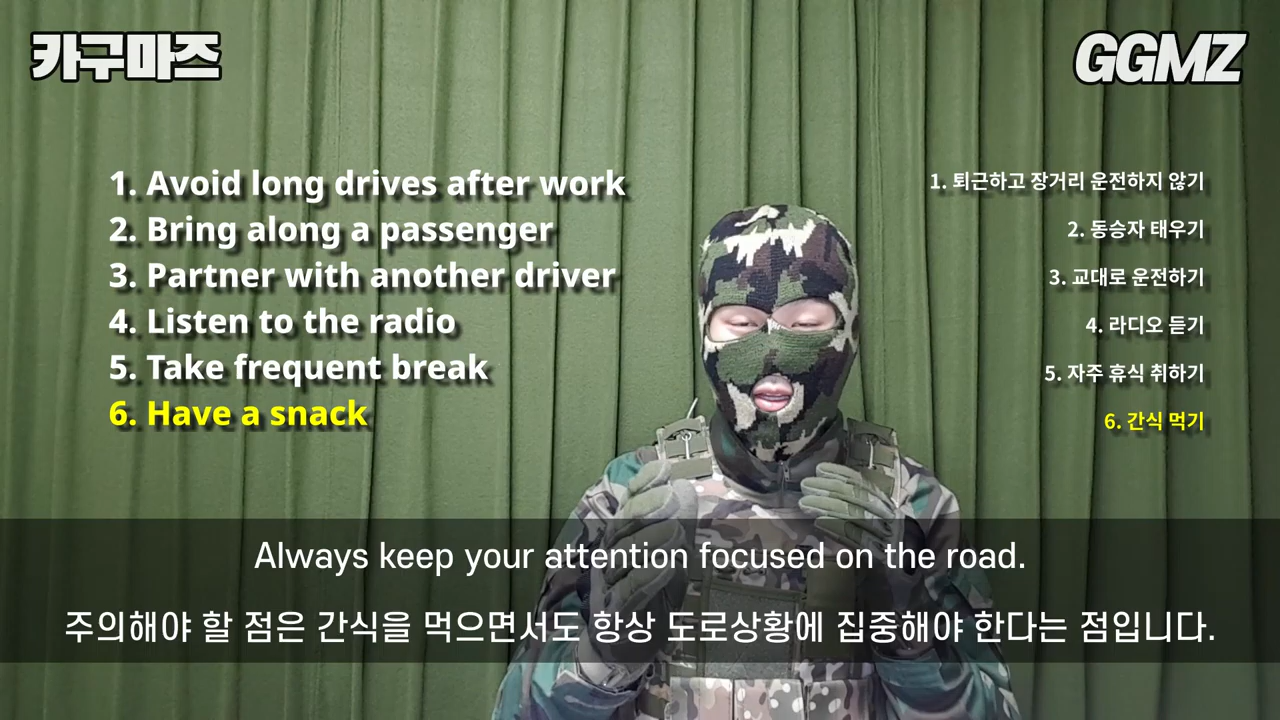 카구마즈
GGMZ
1. Avoid long drives after work
2. Bring along a passenger
3. Partner with another driver
4. Listen to the radio
5. Take frequent break
6. Have a snack
1. 퇴근하고 장거리 운전하지 않기
2. 동승자 태우기
3. 교대로 운전하기
4. 라디오 듣기
5. 자주 휴식 취하기
6. 간식 먹기
Always keep your attention focused on the road.
주의해야 할 점은 간식을 먹으면서도 항상 도로상황에 집중해야 한다는 점입니다.